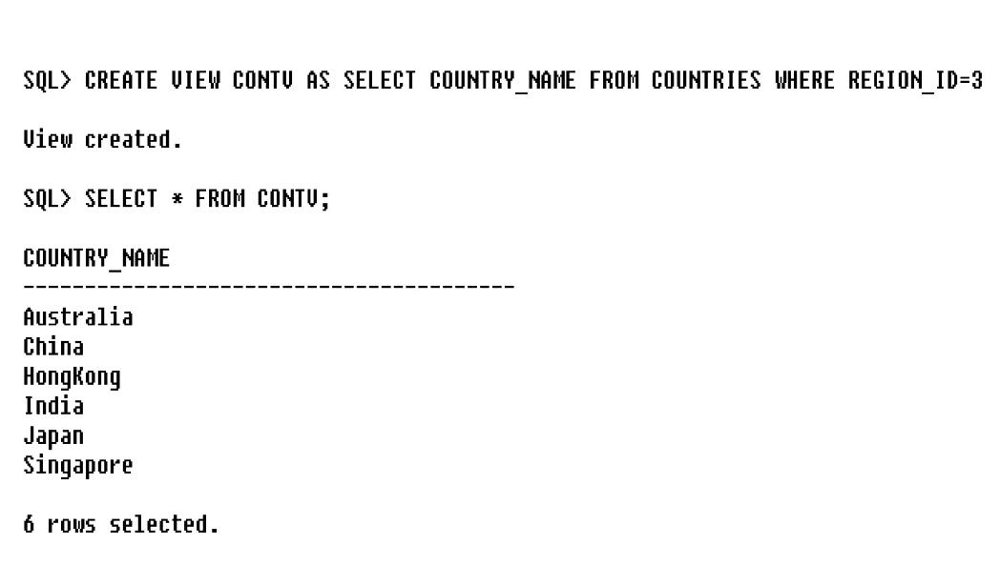 SQL> CREATE VIEW CONTV AS SELECT COUNTRY_NAME FROM COUNTRIES WHERE REGION_ID=3
View created.
SQL> SELECT * FROM CONTV;
COUNTRY_NAME
----------------------------------------
Australia
China
HongKong
India
Japan
Singapore
6 rows selected.